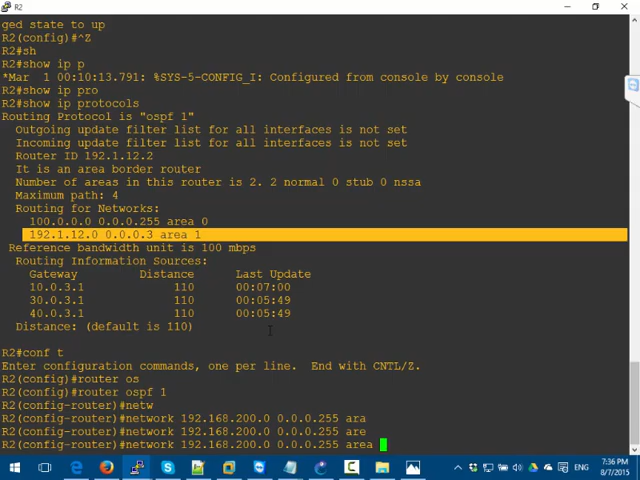 R2
ged state to up
R2(config)#^Z
R2#sh
R2#show ip p
*Mar  1 00:10:13.791: %SYS-5-CONFIG_I: Configured from console by console
R2#show ip pro
R2#show ip protocols
Routing Protocol is "ospf 1"
Outgoing update filter list for all interfaces is not set
Incoming update filter list for all interfaces is not set
Router ID 192.1.12.2
It is an area border router
Number of areas in this router is 2. 2 normal 0 stub 0 nssa
Maximum path: 4
Routing for Networks:
100.0.0.0 0.0.0.255 area 0
192.1.12.0 0.0.0.3 area 1
Reference bandwidth unit is 100 mbps
Routing Information Sources:
Gateway Distance Last Update
10.0.3.1 110 00:07:00
30.0.3.1 110 00:05:49
40.0.3.1 110 00:05:49
Distance: (default is 110)
R2#conf t
Enter configuration commands, one per line.  End with CNTL/Z.
R2(config)#router os
R2(config)#router ospf 1
R2(config-router)#netw
R2(config-router)#network 192.168.200.0 0.0.0.255 ara
R2(config-router)#network 192.168.200.0 0.0.0.255 are
R2(config-router)#network 192.168.200.0 0.0.0.255 area
ENG
7:36 PM
8/7/2015